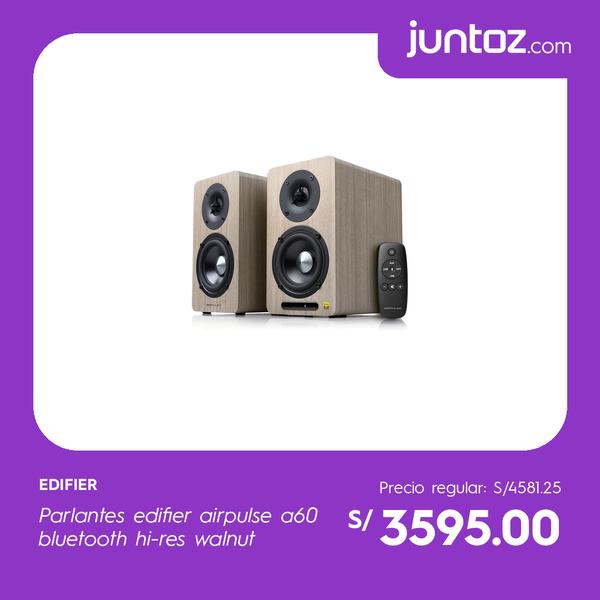 juntoz.com
EDIFIER
Parlantes edifier airpulse a60
bluetooth hi-res walnut
Precio regular: S/4581.25
S/ 3595.00